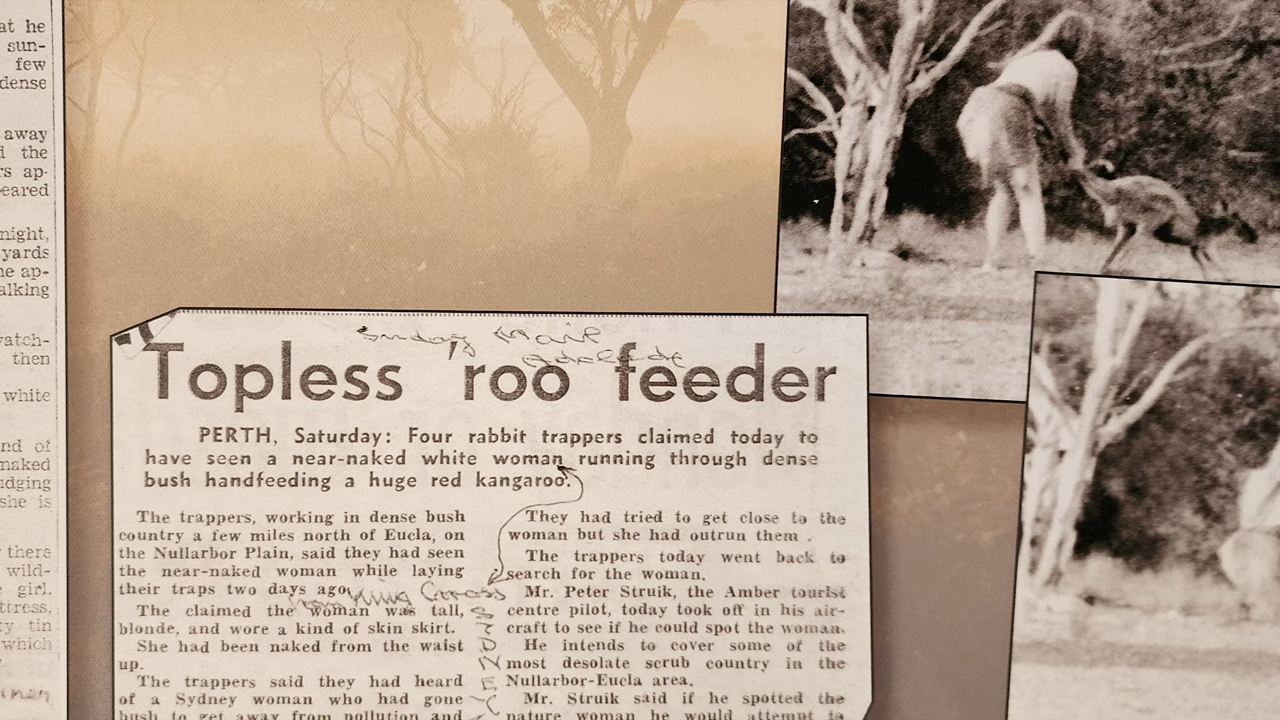 at he
sun-
few
dense
away
d the
rs ap-
eared
night,
yards
he ap-
alking
watch-
then
white
nd of
naked
udging
she is
there
wild-
girl.
ttress,
ty tin
which
Sunday Mail
Adelaide
Topless roo feeder
PERTH, Saturday: Four rabbit trappers claimed today to
have seen a near-naked white woman running through dense
bush handfeeding a huge red kangaroo.
The trappers, working in dense bush
country a few miles north of Eucla, on
the Nullarbor Plain, said they had seen
the near-naked woman while laying
their traps two days ago.
The claimed the woman was tall,
blonde, and wore a kind of skin skirt.
She had been naked from the waist
up.
The trappers said they had heard
of a Sydney woman who had gone
bush to get away from pollution and
SYDNEY
They had tried to get close to the
woman but she had outrun them .
The trappers today went back to
search for the woman.
Mr. Peter Struik, the Amber tourist
centre pilot, today took off in his air-
craft to see if he could spot the woman.
He intends to cover some of the
most desolate scrub country in the
Nullarbor-Eucla area.
Mr. Struik said if he spotted the
nature woman he would attempt to